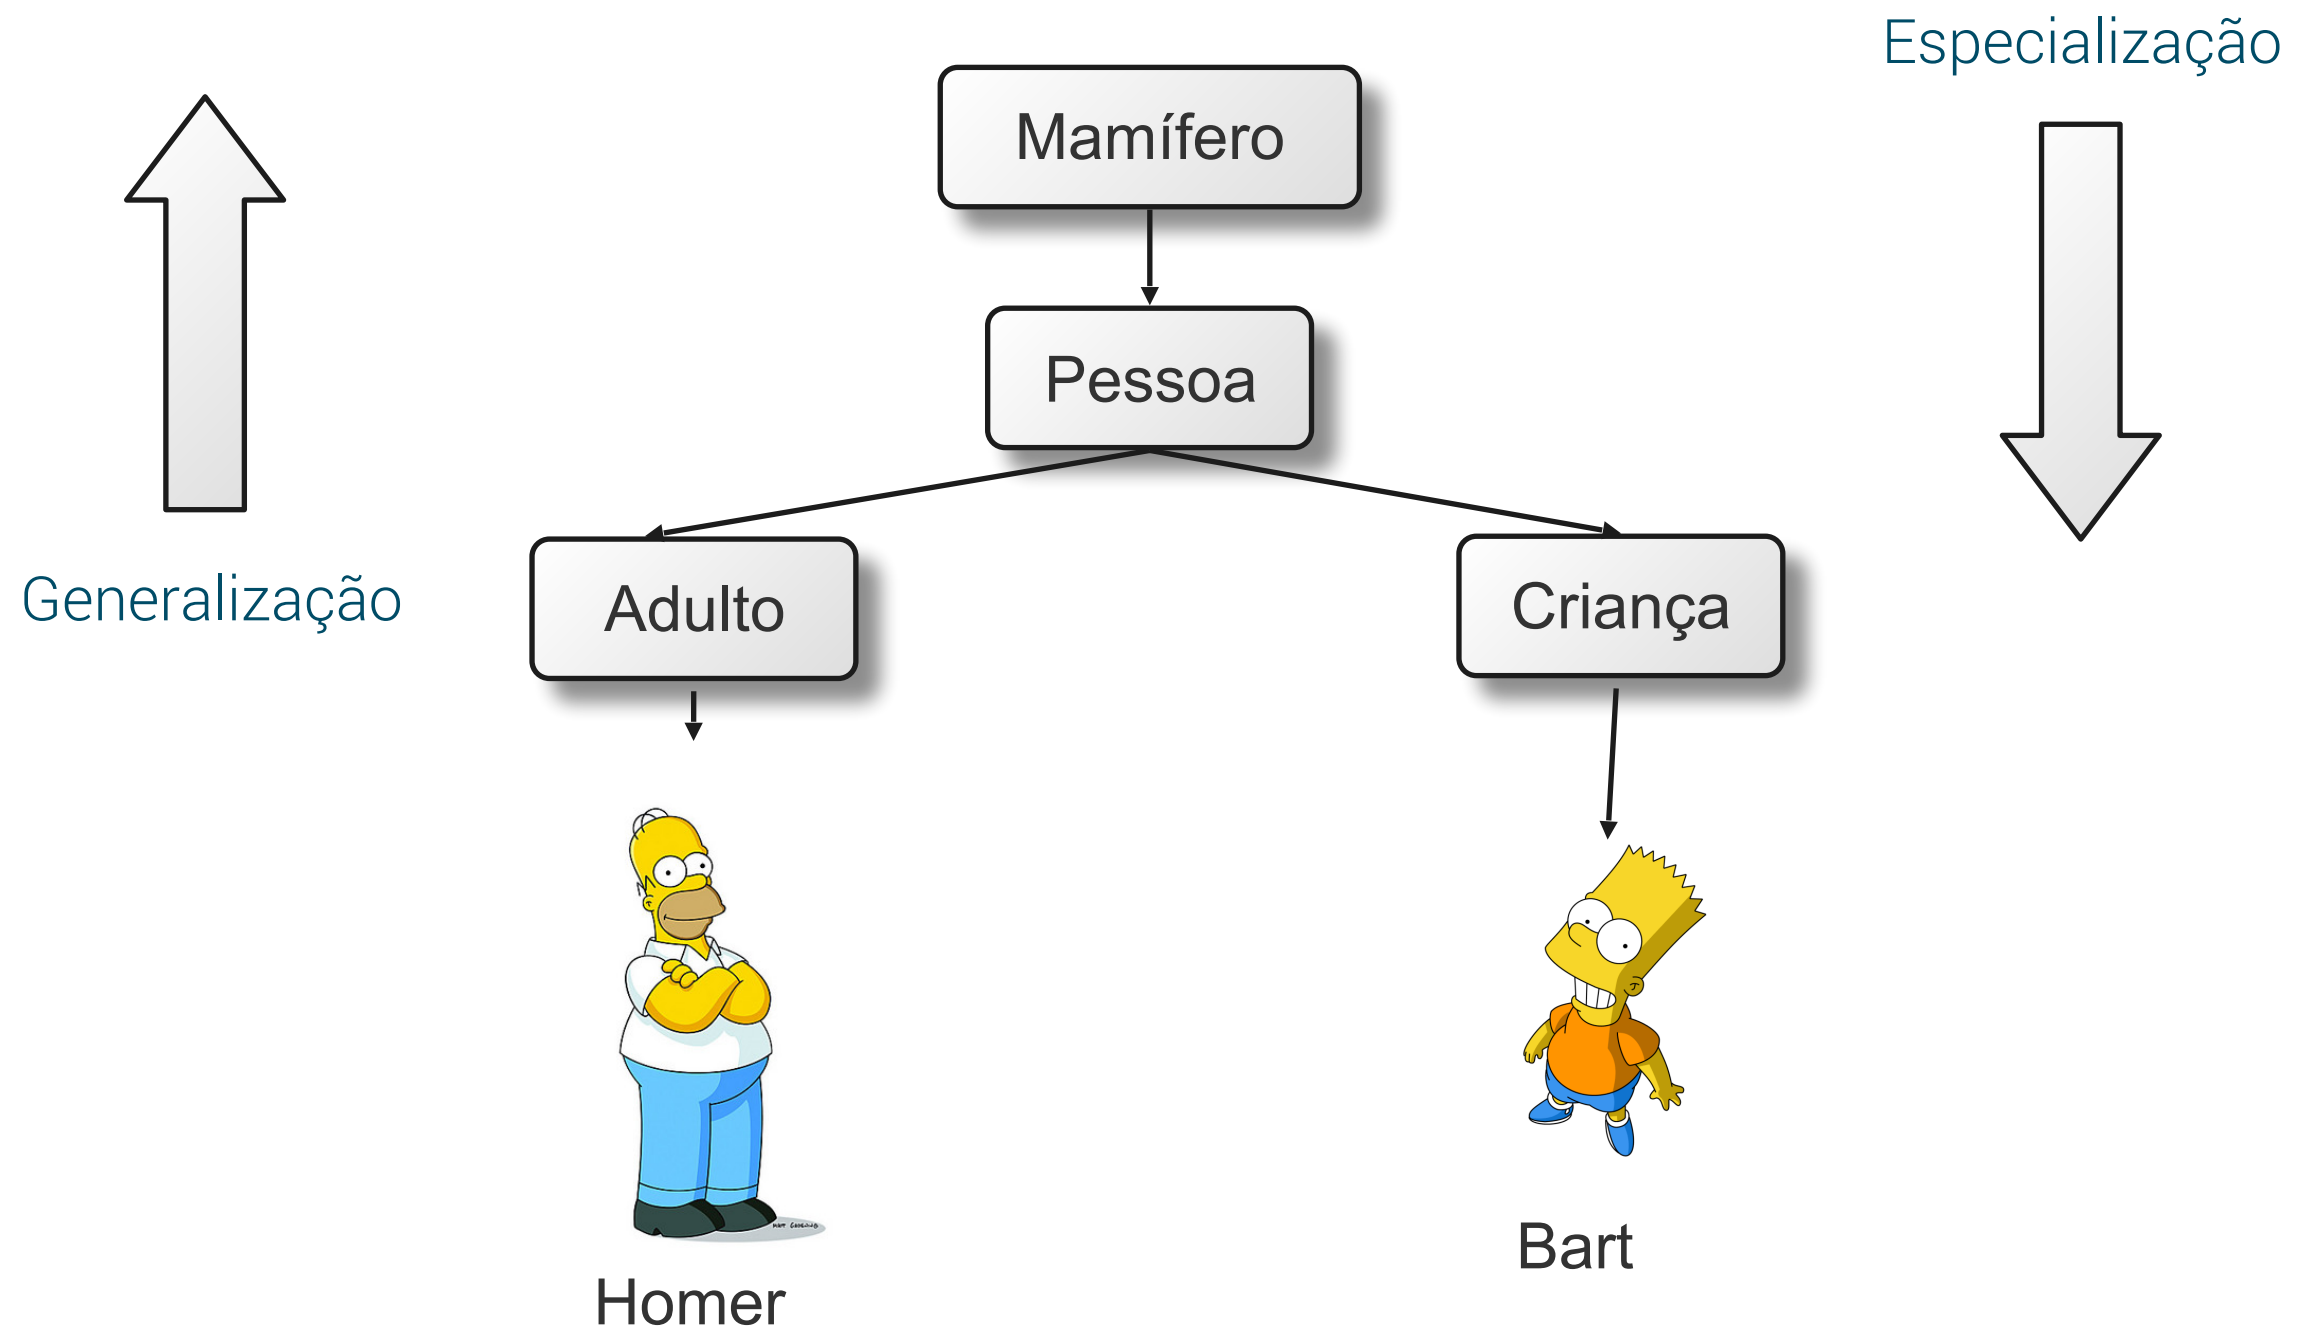 Especialização
Mamífero
Pessoa
Generalização
Adulto
Criança
Homer
Bart